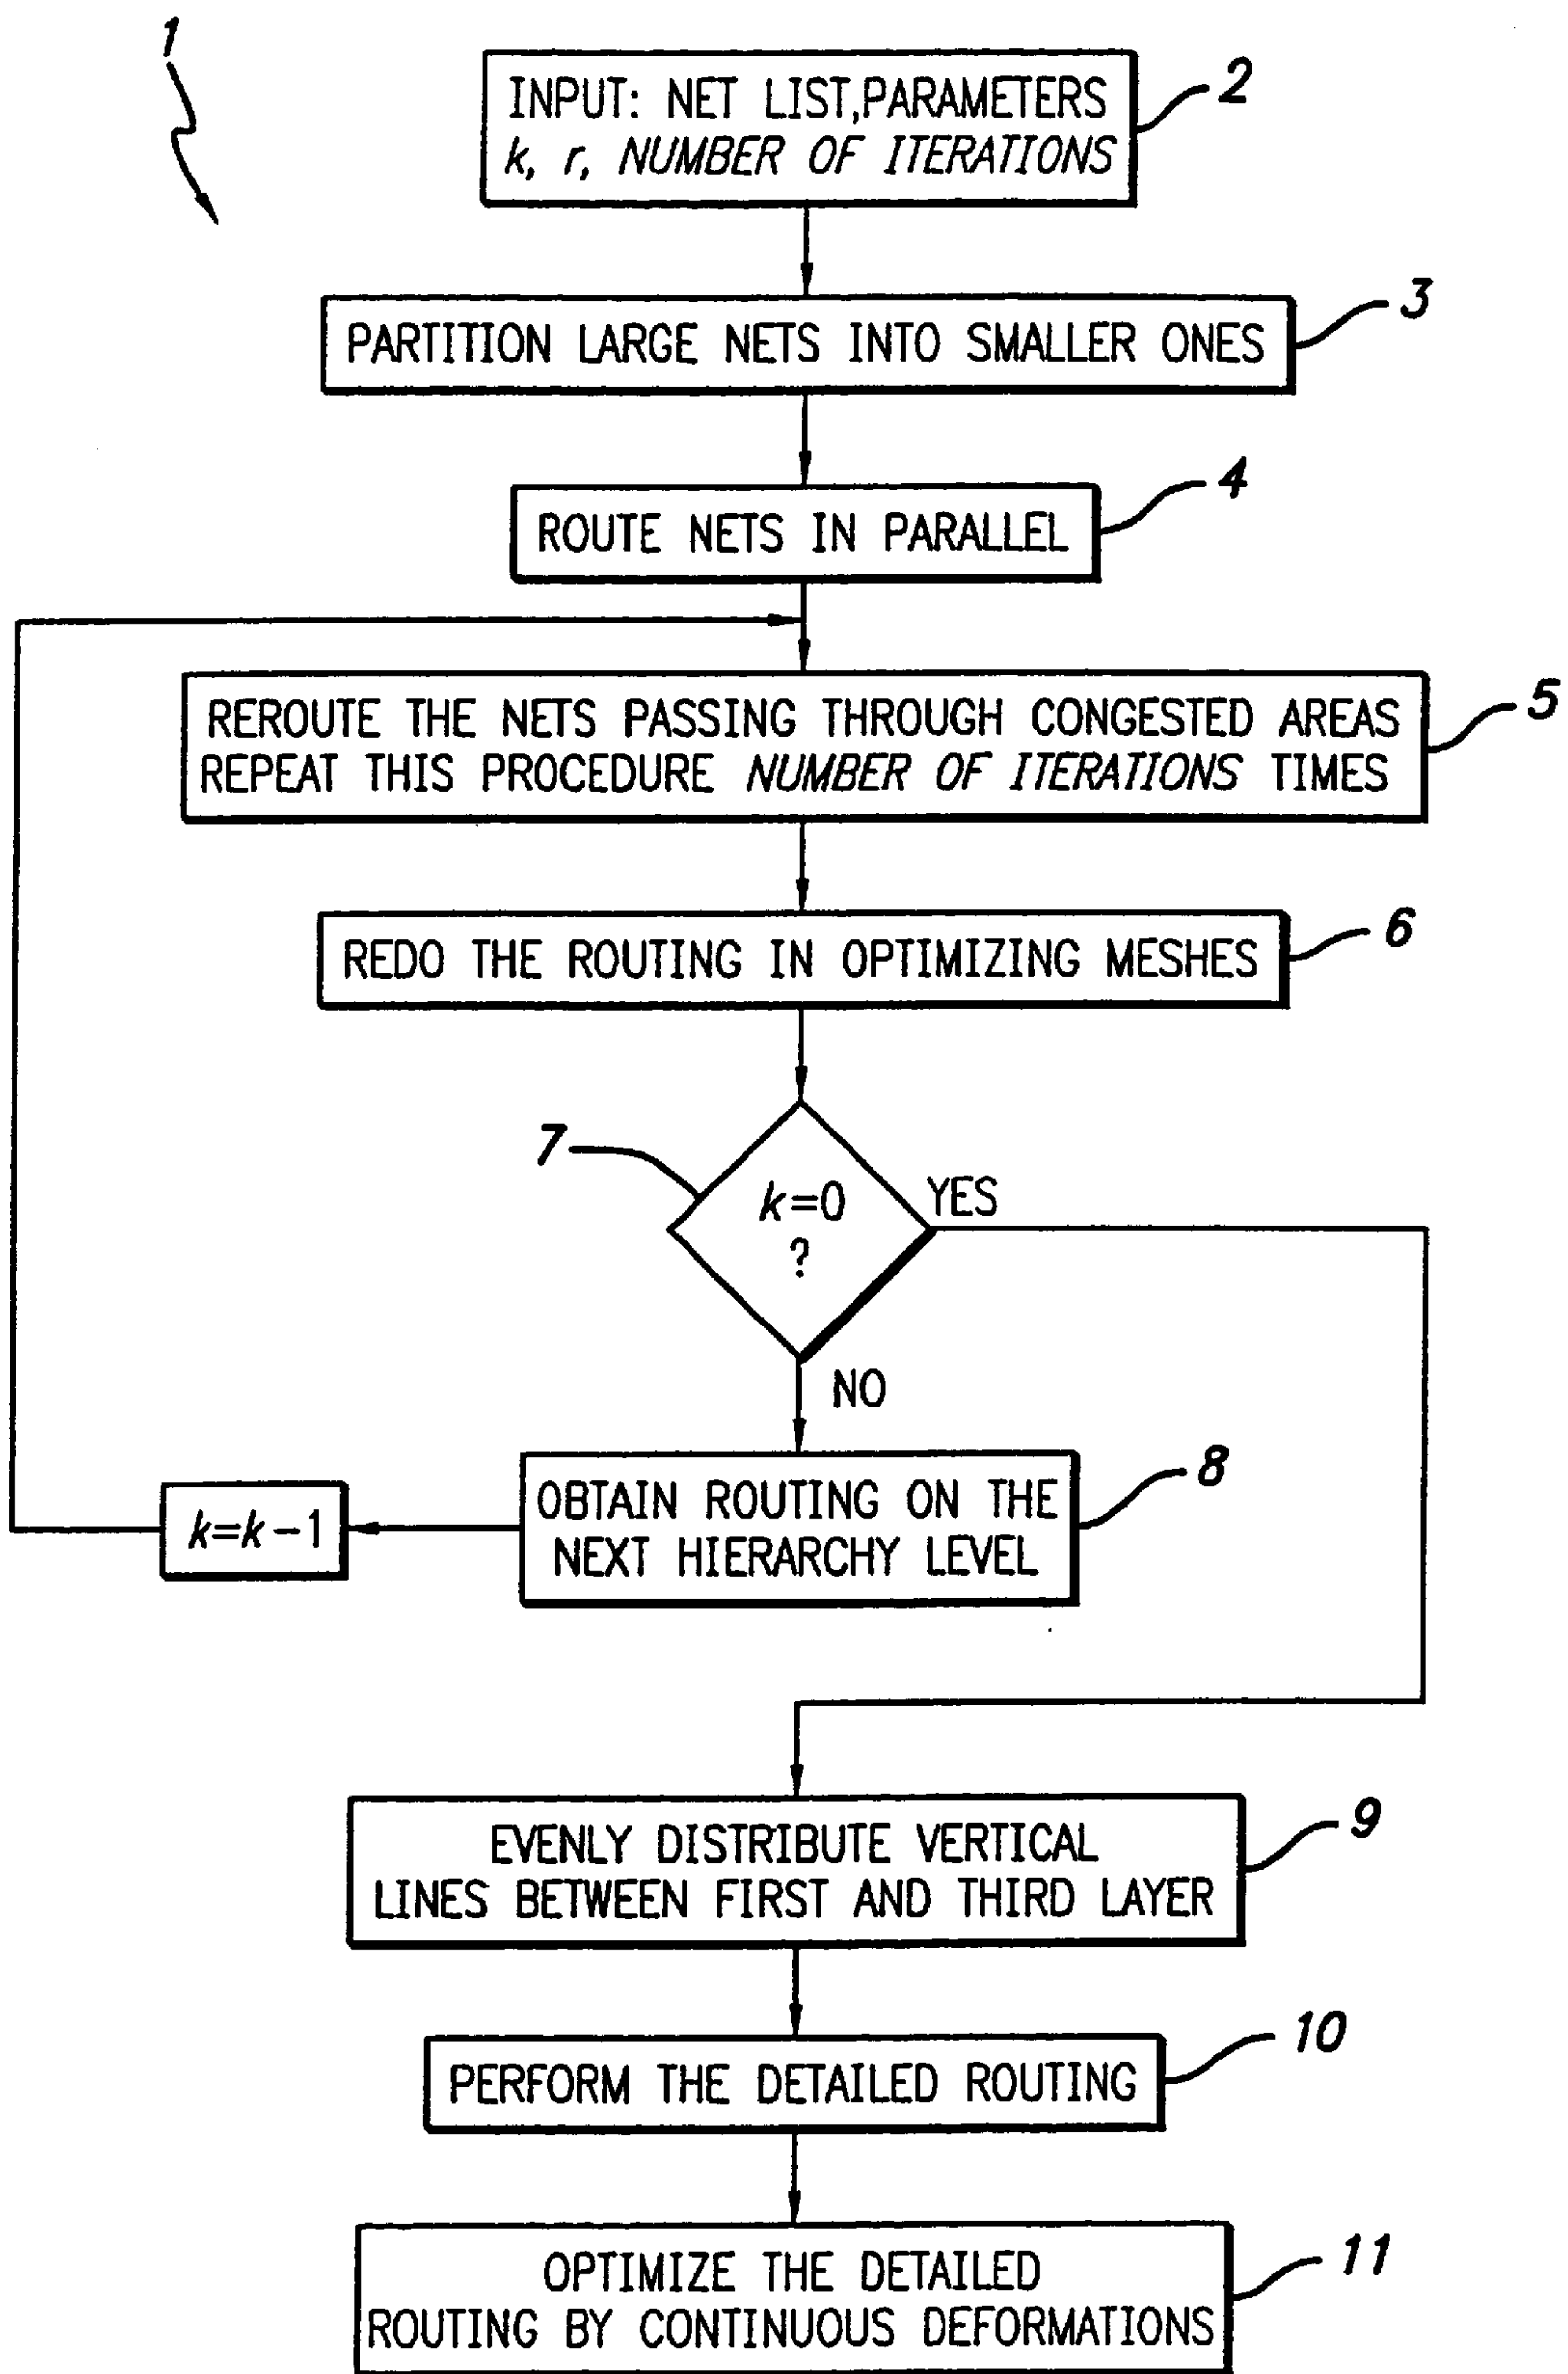 1
INPUT: NET LIST,PARAMETERS
k, r, NUMBER OF ITERATIONS
2
PARTITION LARGE NETS INTO SMALLER ONES
3
ROUTE NETS IN PARALLEL
4
REROUTE THE NETS PASSING THROUGH CONGESTED AREAS
REPEAT THIS PROCEDURE NUMBER OF ITERATIONS TIMES
5
REDO THE ROUTING IN OPTIMIZING MESHES
6
7
k=0
?
YES
NO
OBTAIN ROUTING ON THE
NEXT HIERARCHY LEVEL
8
k=k-1
EVENLY DISTRIBUTE VERTICAL
LINES BETWEEN FIRST AND THIRD LAYER
9
PERFORM THE DETAILED ROUTING
10
OPTIMIZE THE DETAILED
ROUTING BY CONTINUOUS DEFORMATIONS
11